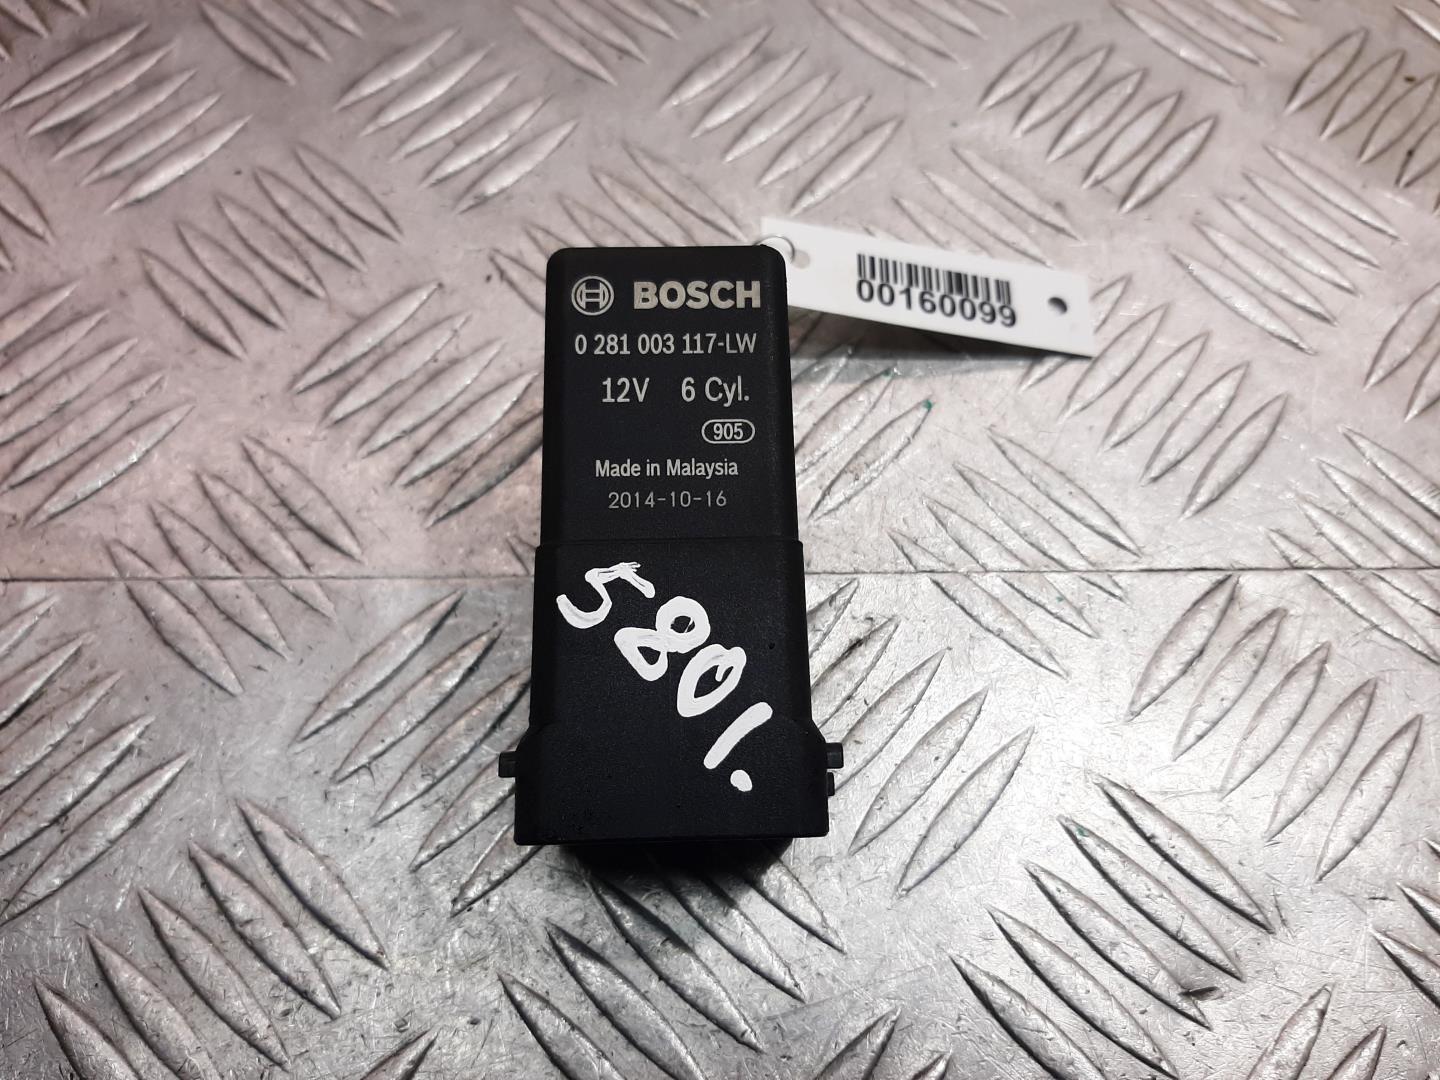 BOSCH
0 281 003 117-LW
12V 6 Cyl.
905
Made in Malaysia
2014-10-16
5801.
00160099